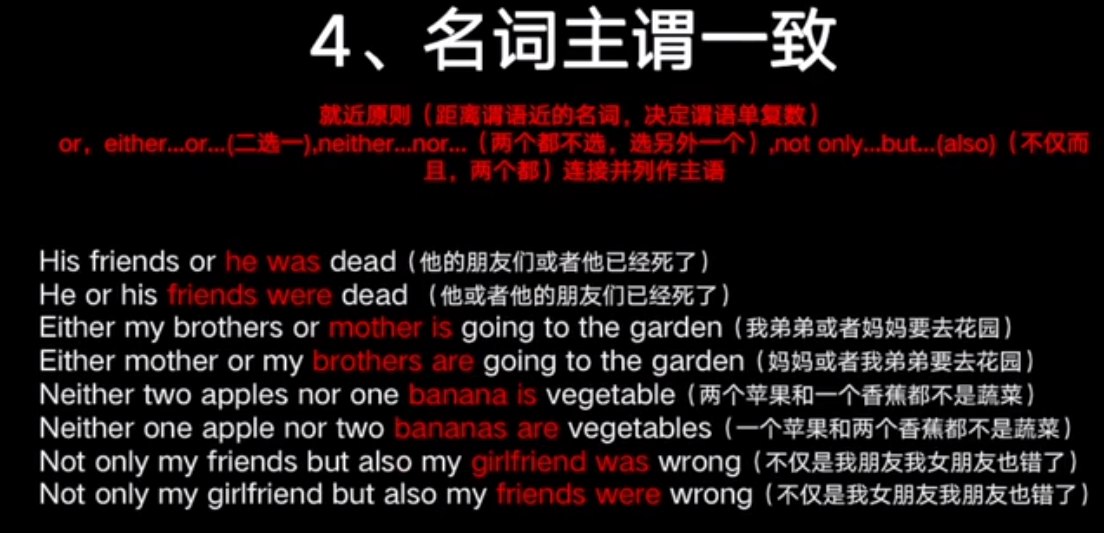 4、名词主谓一致
就近原则（距离谓语近的名词，决定谓语单复数）
or，either...or...(二选一),neither...nor...（两个都不选，选另外一个）,not only...but...(also)（不仅而
且，两个都）连接并列作主语
His friends or he was dead（他的朋友们或者他已经死了）
He or his friends were dead （他或者他的朋友们已经死了）
Either my brothers or mother is going to the garden（我弟弟或者妈妈要去花园）
Either mother or my brothers are going to the garden（妈妈或者我弟弟要去花园）
Neither two apples nor one banana is vegetable（两个苹果和一个香蕉都不是蔬菜）
Neither one apple nor two bananas are vegetables（一个苹果和两个香蕉都不是蔬菜）
Not only my friends but also my girlfriend was wrong（不仅是我朋友我女朋友也错了）
Not only my girlfriend but also my friends were wrong（不仅是我女朋友我朋友也错了）